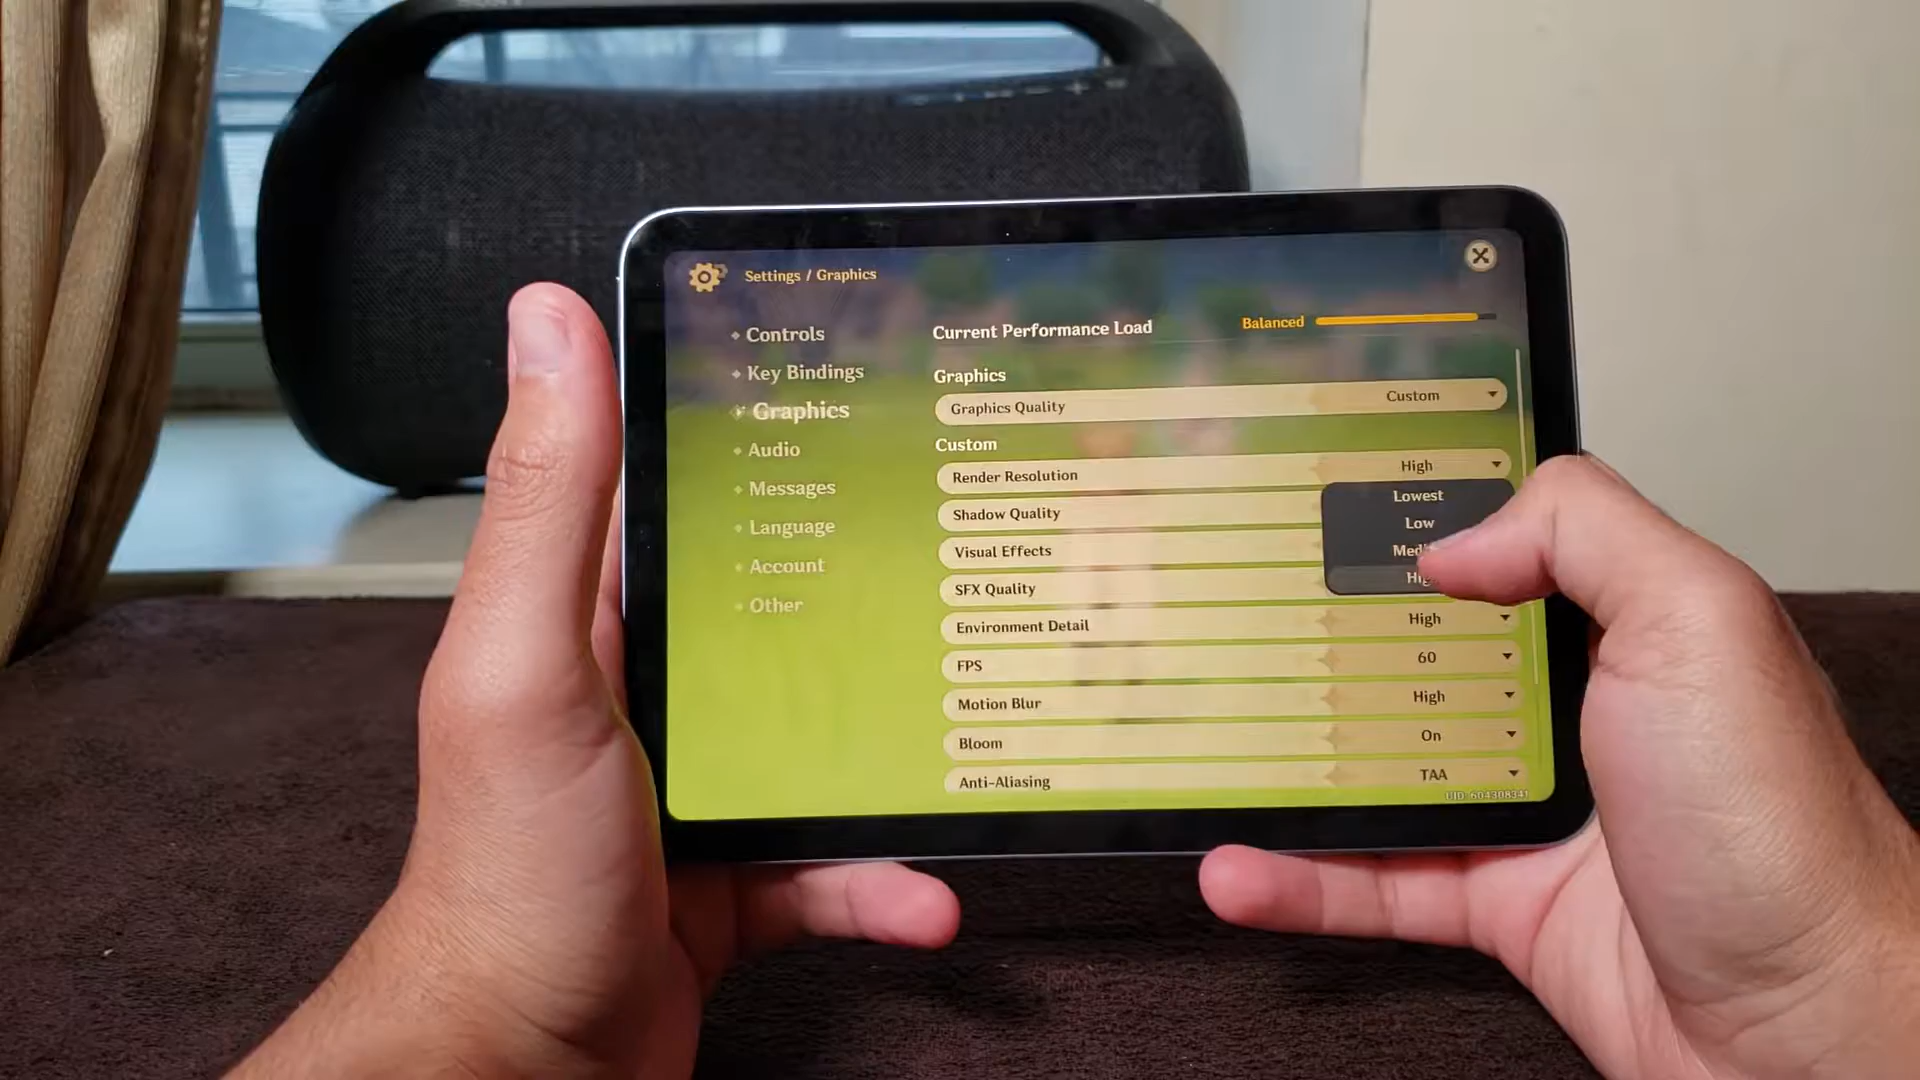 Settings / Graphics
Controls
Key Bindings
Graphics
Audio
Messages
Language
Account
Other
Current Performance Load Balanced
Graphics
Graphics Quality Custom
Custom
Render Resolution High
Shadow Quality
Visual Effects
SFX Quality
Lowest
Low
Environment Detail High
FPS 60
Motion Blur High
Bloom On
Anti-Aliasing TAA
UID: 604308341